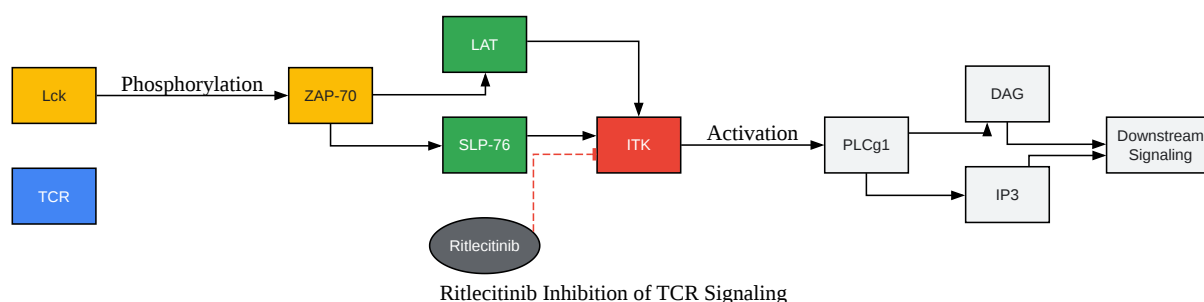 LAT
Lck
Phosphorylation
ZAP-70
DAG
SLP-76
ITK
Activation
PLCg1
Downstream
Signaling
TCR
IP3
Ritlecitinib
Ritlecitinib Inhibition of TCR Signaling